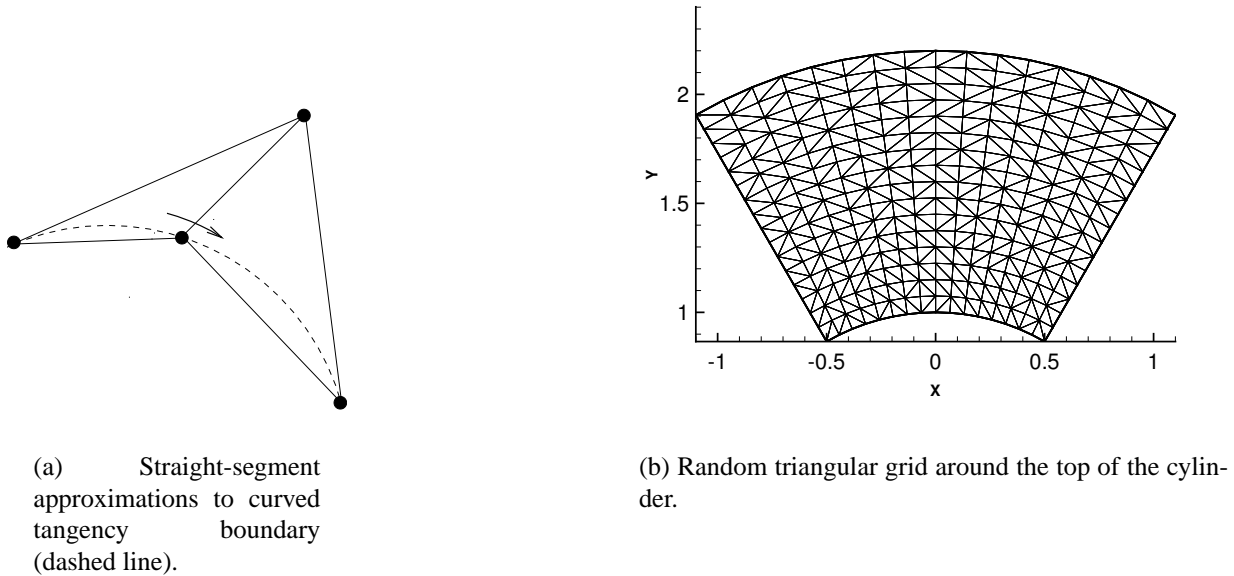 2
1.5
1
Y
-1
-0.5
0
0.5
1
X
(a) Straight-segment
approximations to curved
tangency boundary
(dashed line).
(b) Random triangular grid around the top of the cylin-
der.